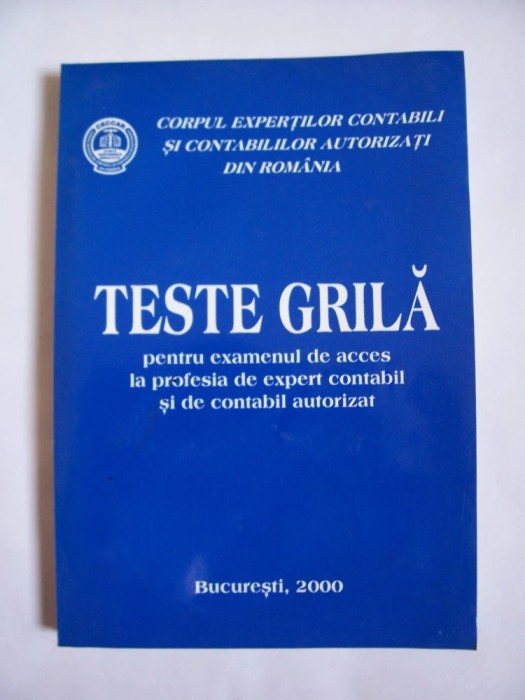 CECCAR
CORPUL EXPERȚILOR CONTABILI
ȘI CONTABILILOR AUTORIZAȚI
DIN ROMÂNIA
TESTE GRILĂ
pentru examenul de acces
la profesia de expert contabil
și de contabil autorizat
București, 2000